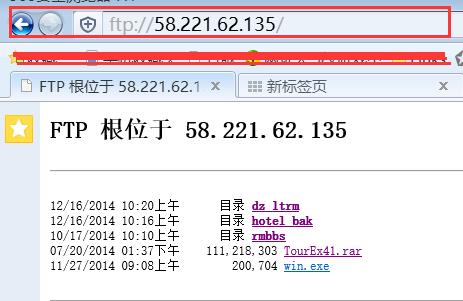 ftp://58.221.62.135/
FTP 根位于 58.221.62.1
新标签页
FTP 根位于 58.221.62.135
12/16/2014 10:20上午 目录 dz ltrm
12/16/2014 10:16上午 目录 hotel bak
10/17/2014 10:10上午 目录 rmbbs
07/20/2014 01:37下午 111,218,303 TourEx41.rar
11/27/2014 09:08上午 200,704 win.exe